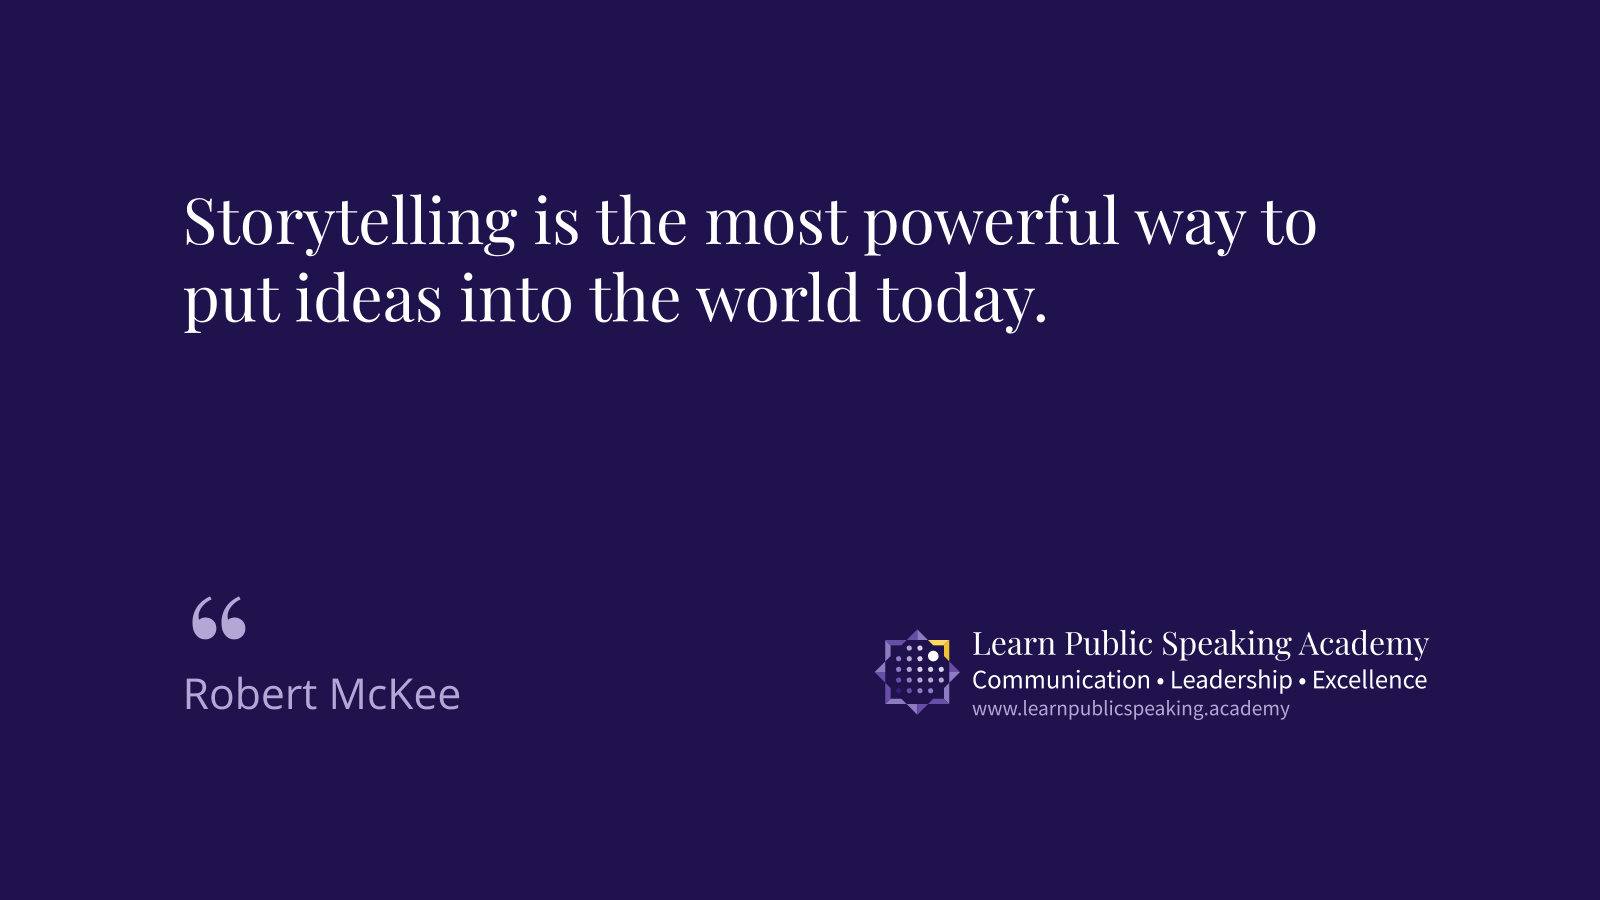 Storytelling is the most powerful way to
put ideas into the world today.
“
Robert McKee
Learn Public Speaking Academy
Communication • Leadership • Excellence
www.learnpublicspeaking.academy